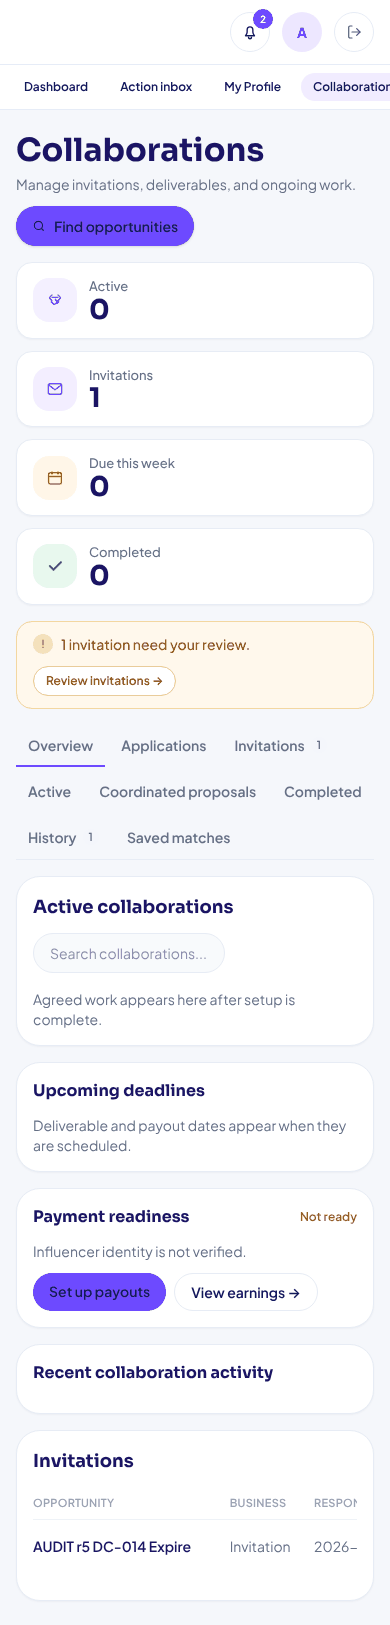 2
A
Dashboard Action inbox My Profile Collaboration
Collaborations
Manage invitations, deliverables, and ongoing work.
Find opportunities
Active
0
Invitations
1
Due this week
0
Completed
0
! 1 invitation need your review.
Review invitations →
Overview Applications Invitations 1
Active Coordinated proposals Completed
History 1 Saved matches
Active collaborations
Search collaborations...
Agreed work appears here after setup is
complete.
Upcoming deadlines
Deliverable and payout dates appear when they
are scheduled.
Payment readiness Not ready
Influencer identity is not verified.
Set up payouts View earnings →
Recent collaboration activity
Invitations
OPPORTUNITY BUSINESS RESPON
AUDIT r5 DC-014 Expire Invitation 2026-